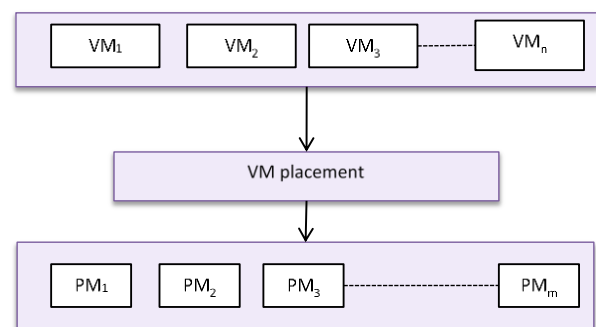 VM₁ VM₂ VM₃ VMₙ
VM placement
PM₁ PM₂ PM₃ PMₘ